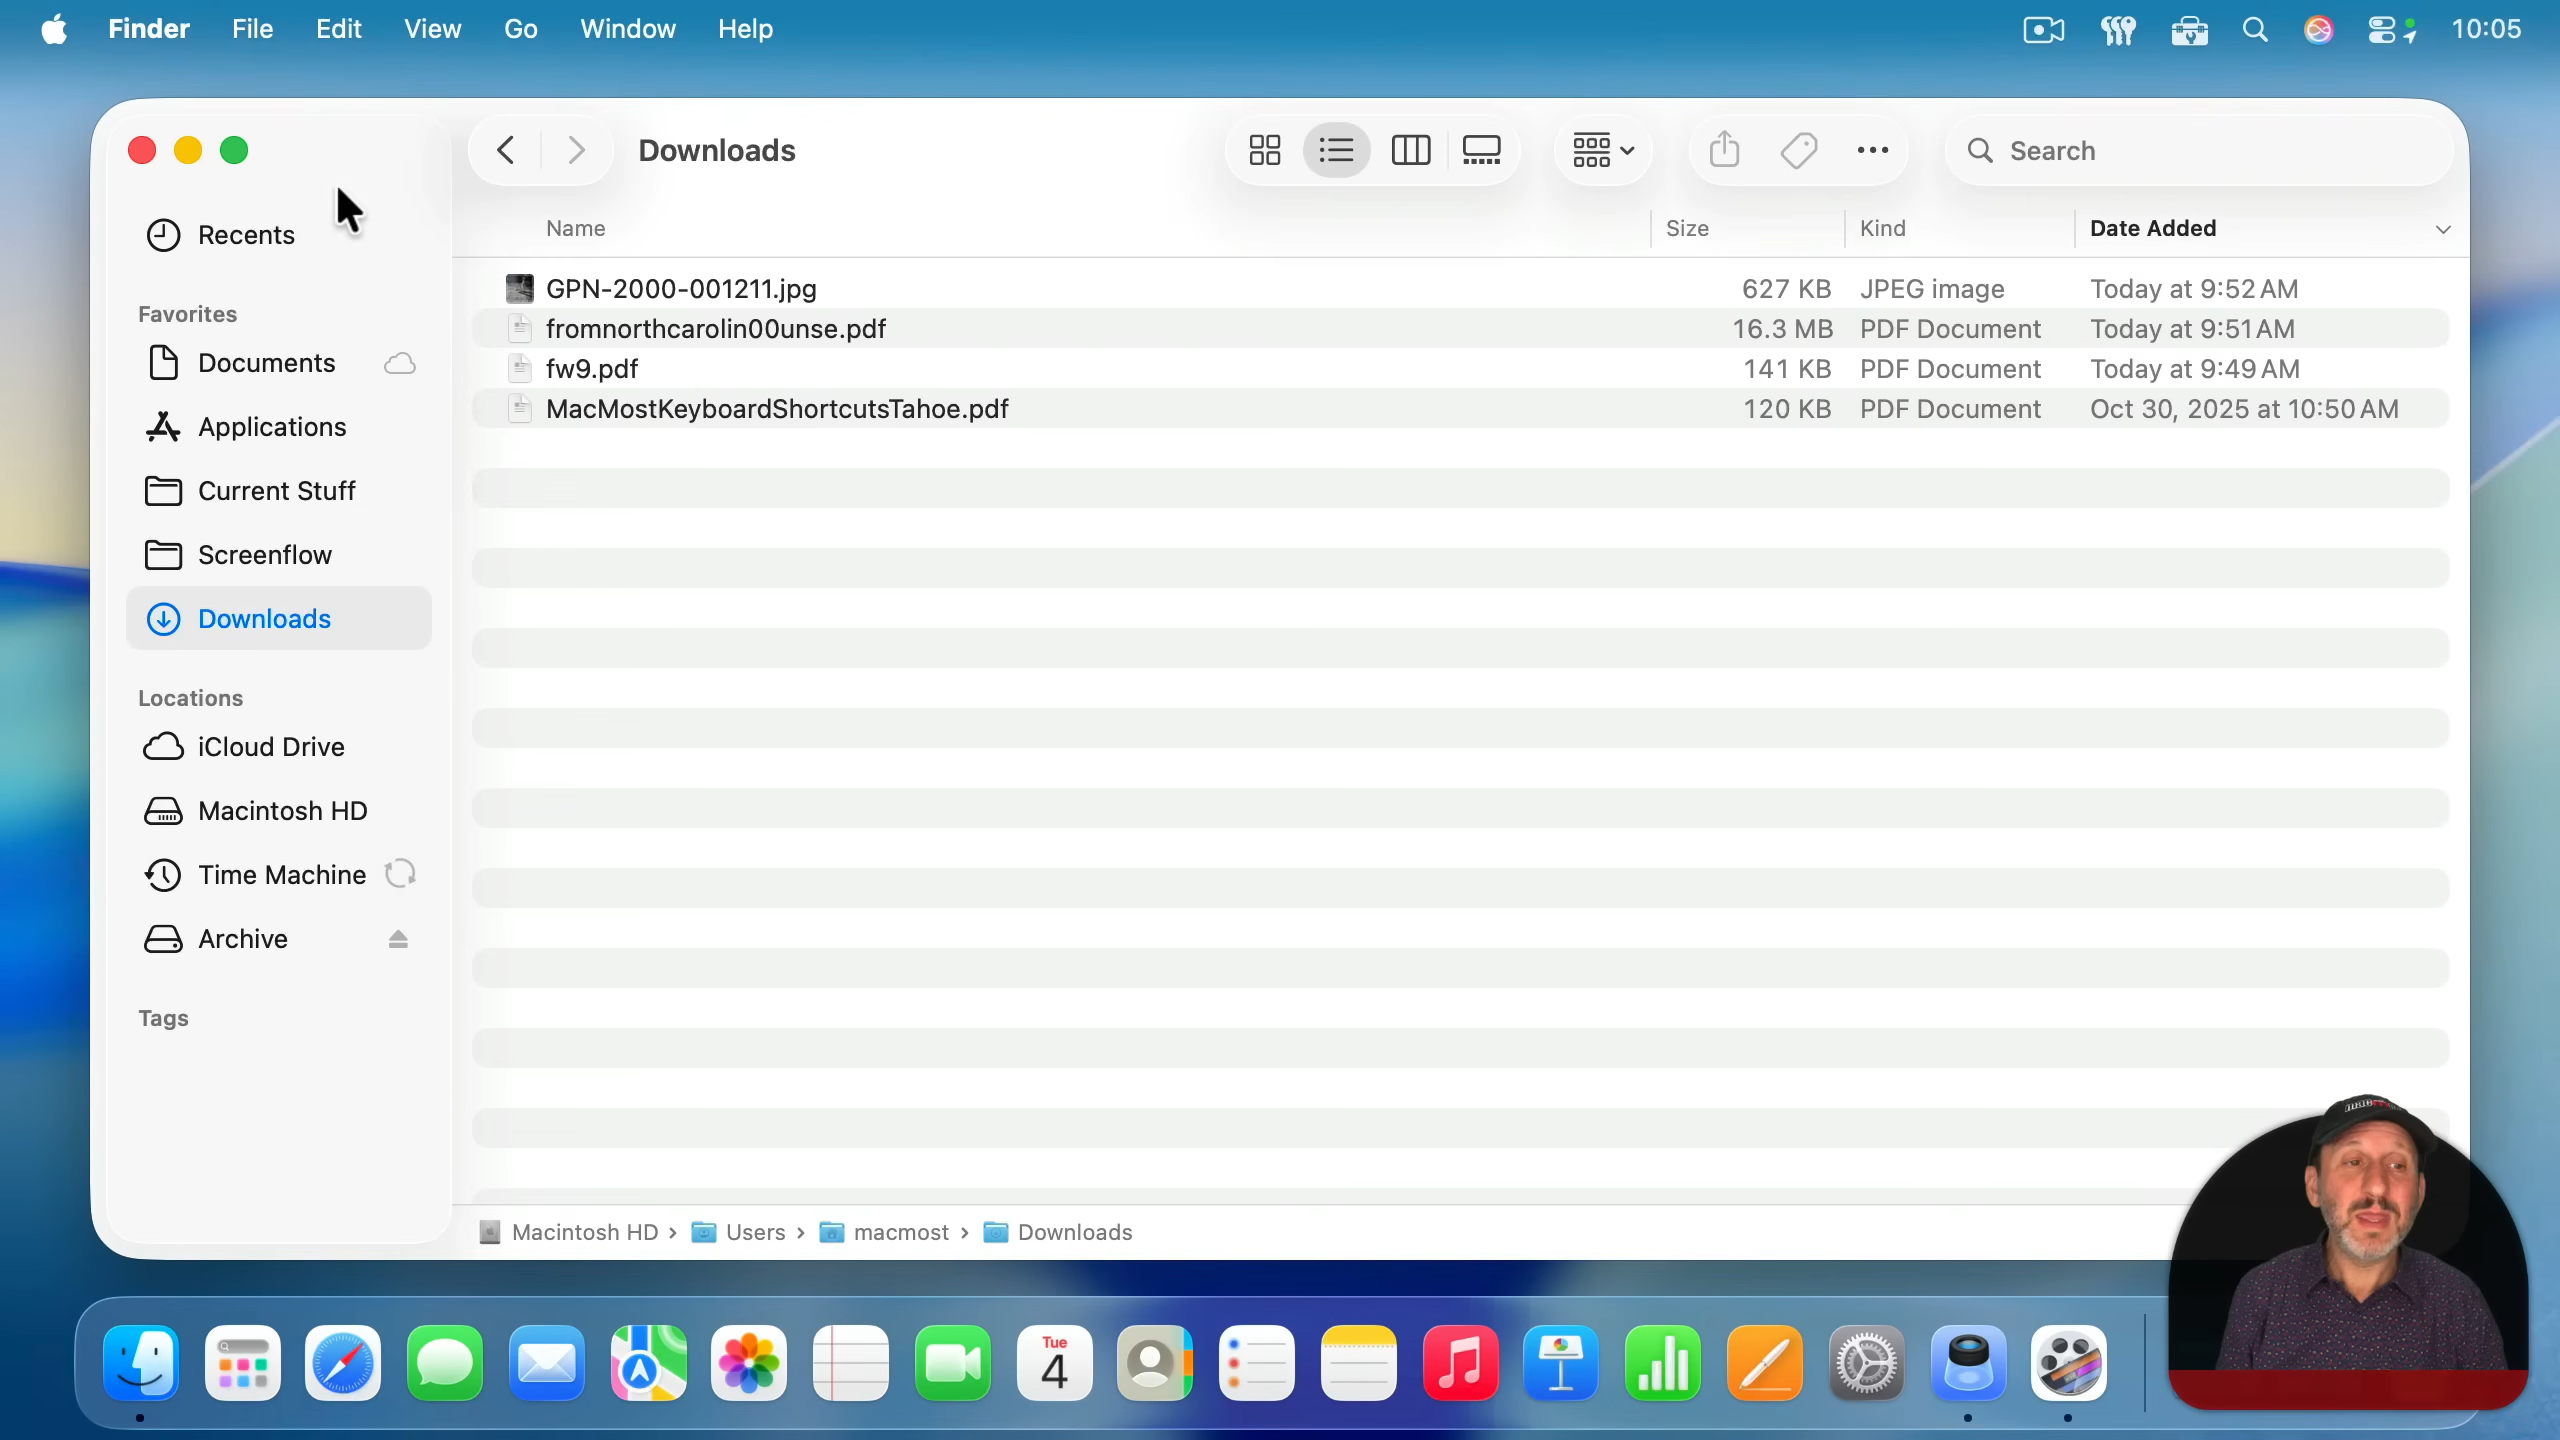 Finder File Edit View Go Window Help 10:05
Downloads
Search
Recents
Favorites
Documents
Applications
Current Stuff
Screenflow
Downloads
Locations
iCloud Drive
Macintosh HD
Time Machine
Archive
Tags
Name Size Kind Date Added
GPN-2000-001211.jpg 627 KB JPEG image Today at 9:52 AM
fromnorthcarolin00unse.pdf 16.3 MB PDF Document Today at 9:51 AM
fw9.pdf 141 KB PDF Document Today at 9:49 AM
MacMostKeyboardShortcutsTahoe.pdf 120 KB PDF Document Oct 30, 2025 at 10:50 AM
Macintosh HD › Users › macmost › Downloads
Tue
4